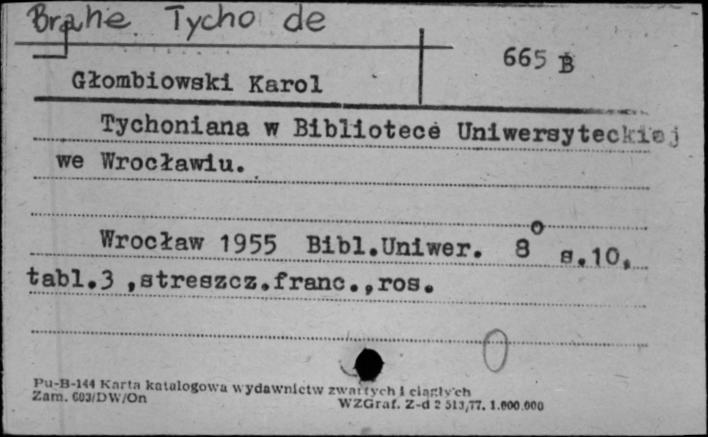 Brahe Tycho de
665 B
Głombiowski Karol
Tychoniana w Bibliotece Uniwersyteckiej
we Wrocławiu.
Wrocław 1955 Bibl.Uniwer. 8° s.10,
tabl.3 ,streszcz.franc.,ros.
0
Pu-B-144 Karta katalogowa wydawnictw zwartych i ciągłych
Zam. 603/DW/On WZGraf. Z-d 2 513,77. 1.000.000